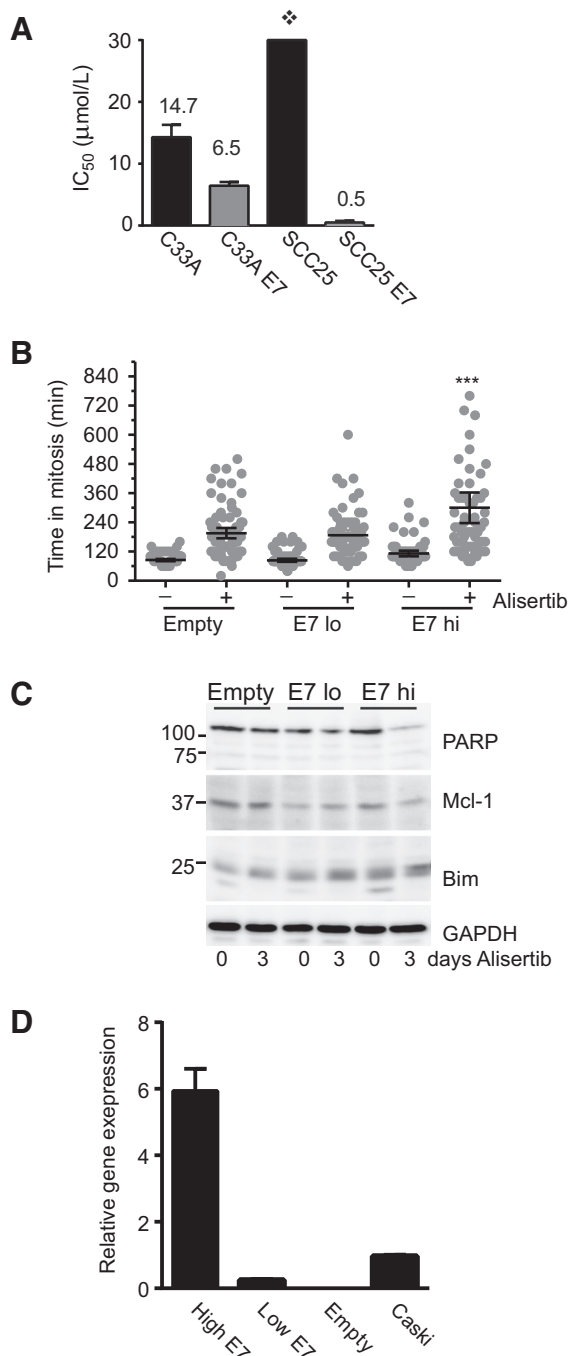 A
IC50 (µmol/L)
30
20
10
0
14.7
6.5
❖
0.5
C33A
C33A E7
SCC25
SCC25 E7
B
Time in mitosis (min)
840
720
600
480
360
240
120
0
***
– + – + – + Alisertib
Empty E7 lo E7 hi
C
Empty E7 lo E7 hi
100
75
PARP
37
Mcl-1
25
Bim
GAPDH
0 3 0 3 0 3 days Alisertib
D
Relative gene exepression
8
6
4
2
0
High E7
Low E7
Empty
Caski